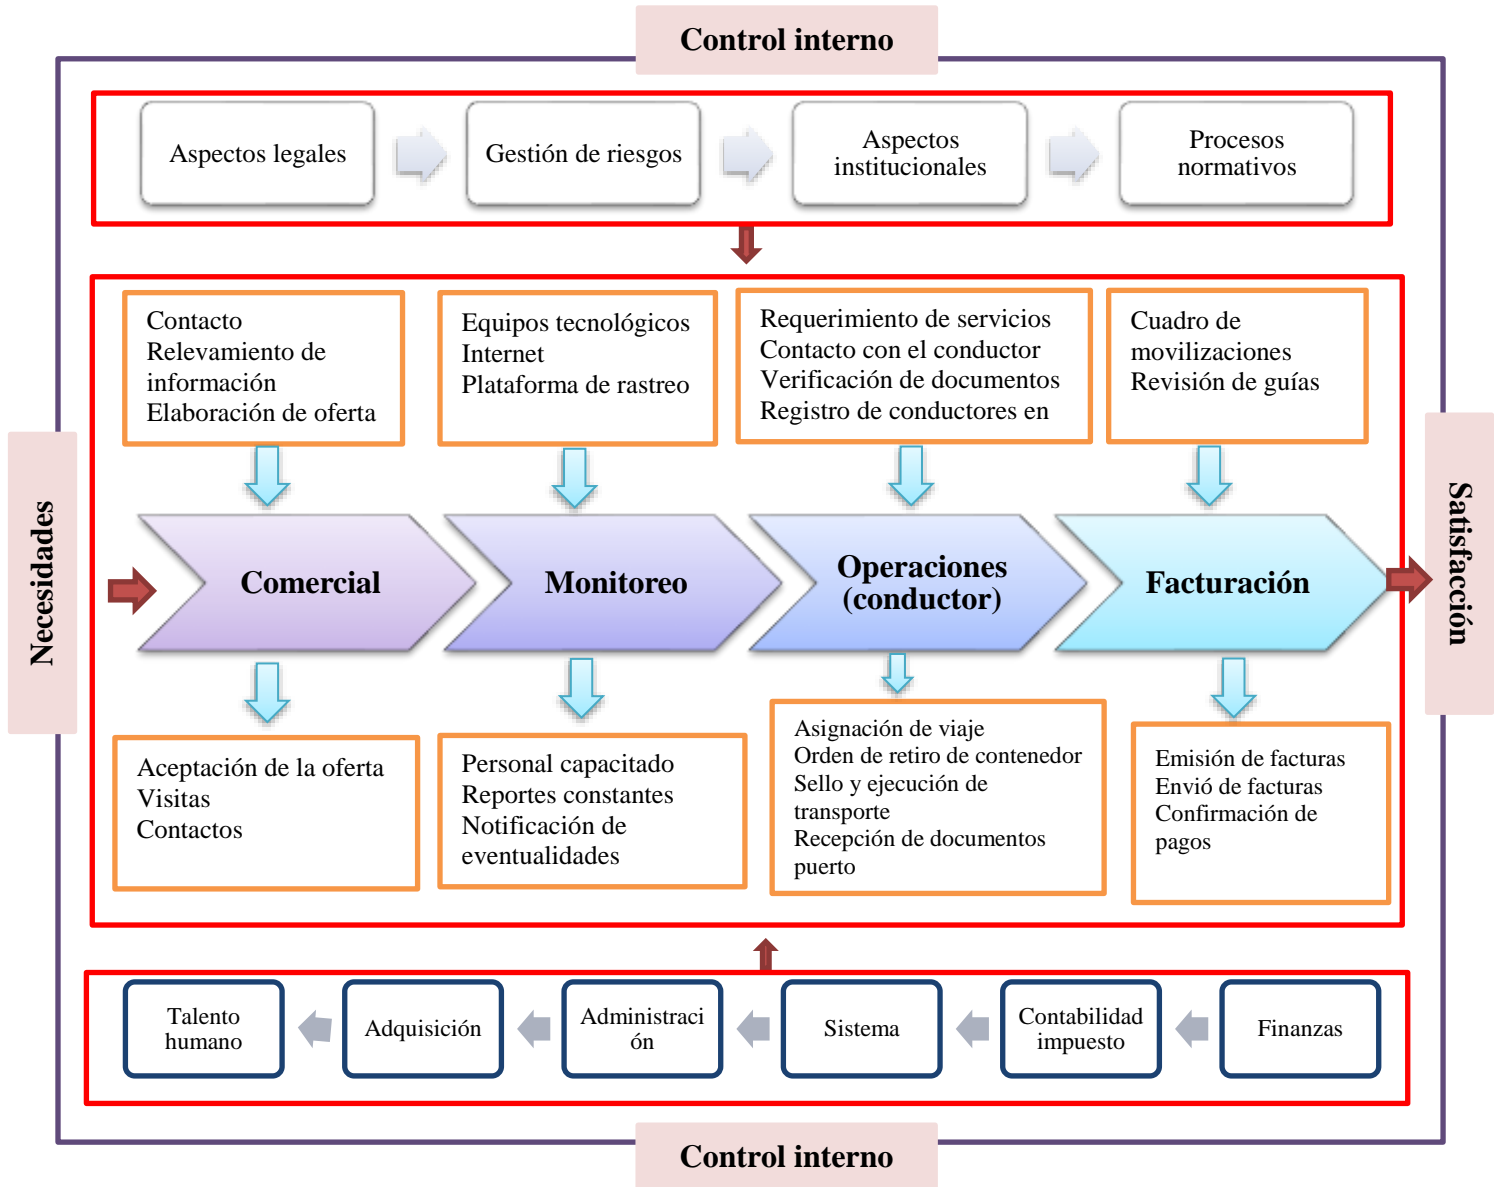 Control interno
Aspectos legales
Gestión de riesgos
Aspectos
institucionales
Procesos
normativos
Contacto
Relevamiento de
información
Elaboración de oferta
Equipos tecnológicos
Internet
Plataforma de rastreo
Requerimiento de servicios
Contacto con el conductor
Verificación de documentos
Registro de conductores en
Cuadro de
movilizaciones
Revisión de guías
Necesidades
Comercial
Monitoreo
Operaciones
(conductor)
Facturación
Satisfacción
Aceptación de la oferta
Visitas
Contactos
Personal capacitado
Reportes constantes
Notificación de
eventualidades
Asignación de viaje
Orden de retiro de contenedor
Sello y ejecución de
transporte
Recepción de documentos
puerto
Emisión de facturas
Envió de facturas
Confirmación de
pagos
Talento
humano
Adquisición
Administraci
ón
Sistema
Contabilidad
impuesto
Finanzas
Control interno